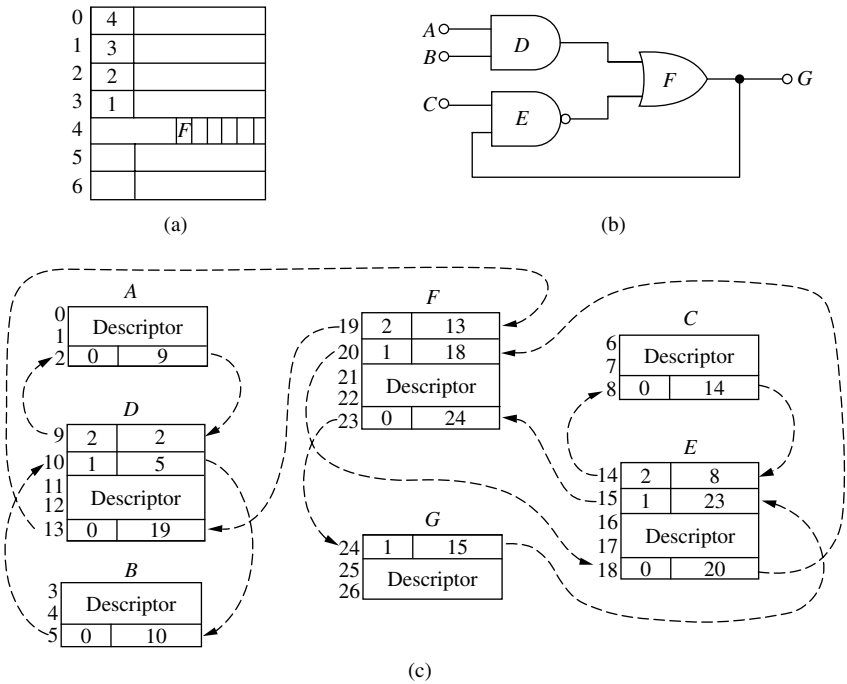 0 4
1 3
2 2
3 1
4 F
5
6
(a)
A
B
C
D
E
F
G
(b)
A
0
1
Descriptor
2 0 9
D
9 2 2
10 1 5
11
12
Descriptor
13 0 19
B
3
4
Descriptor
5 0 10
F
19 2 13
20 1 18
21
22
Descriptor
23 0 24
G
24 1 15
25
26
Descriptor
C
6
7
Descriptor
8 0 14
E
14 2 8
15 1 23
16
17
Descriptor
18 0 20
(c)